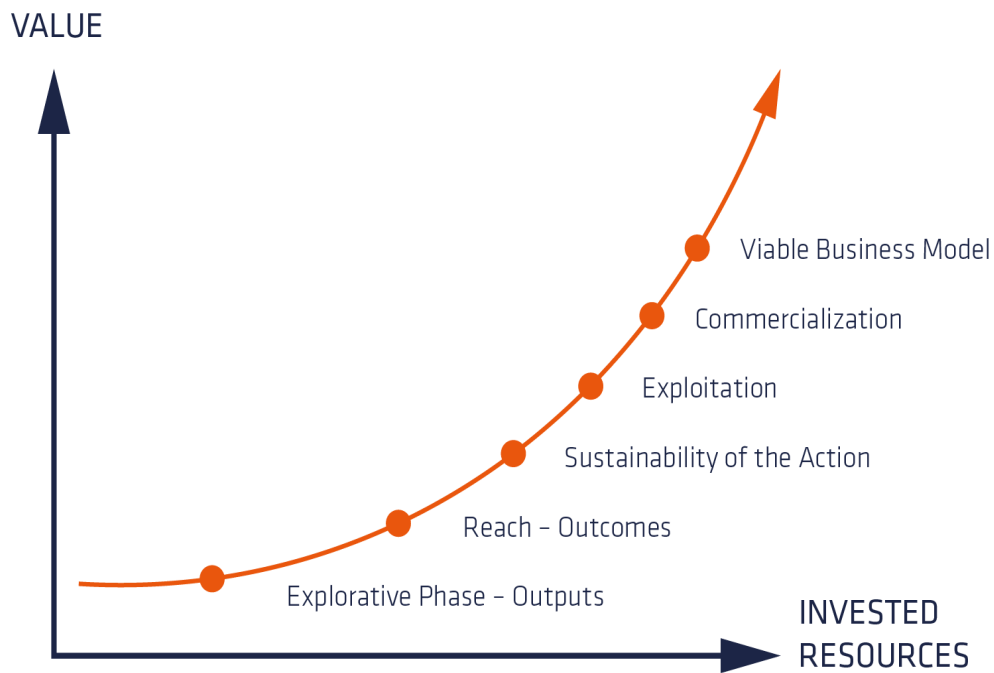 VALUE
Viable Business Model
Commercialization
Exploitation
Sustainability of the Action
Reach – Outcomes
Explorative Phase – Outputs
INVESTED
RESOURCES